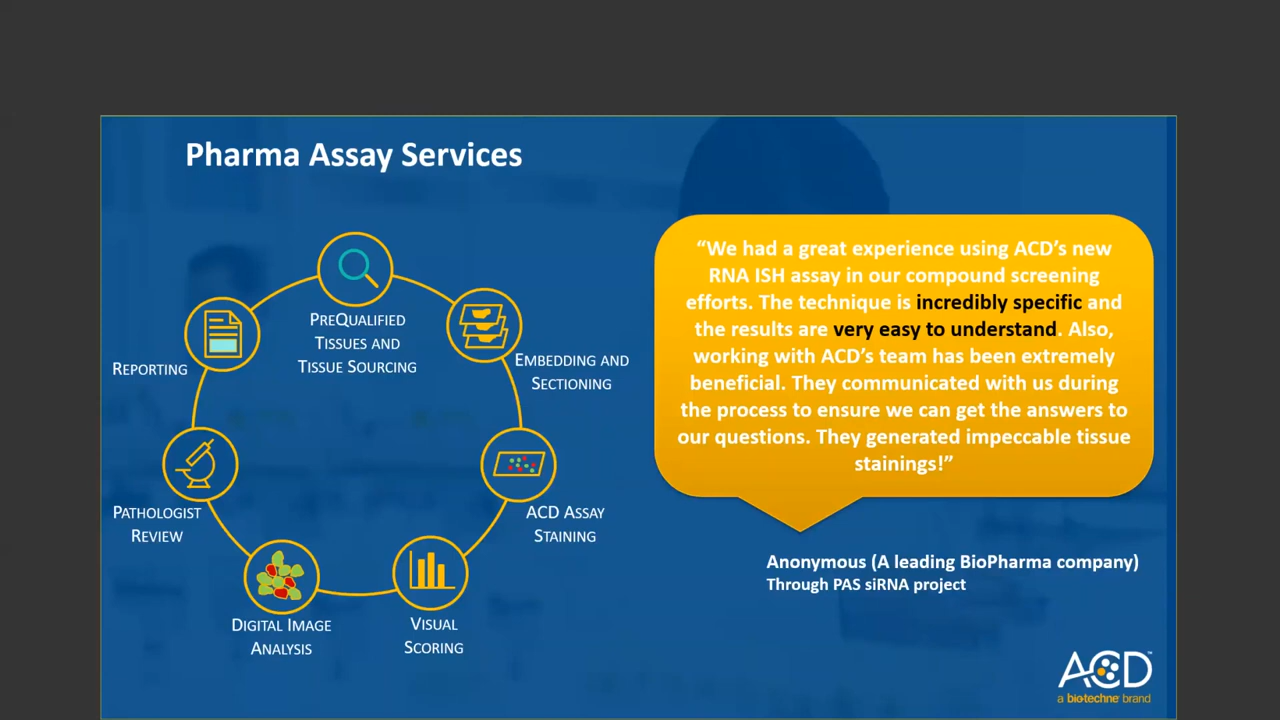 Pharma Assay Services
PreQualified
Tissues and
Tissue Sourcing
Embedding and
Sectioning
ACD Assay
Staining
Visual
Scoring
Digital Image
Analysis
Pathologist
Review
Reporting
“We had a great experience using ACD’s new
RNA ISH assay in our compound screening
efforts. The technique is incredibly specific and
the results are very easy to understand. Also,
working with ACD’s team has been extremely
beneficial. They communicated with us during
the process to ensure we can get the answers to
our questions. They generated impeccable tissue
stainings!”
Anonymous (A leading BioPharma company)
Through PAS siRNA project
ACD™
a biotechne brand